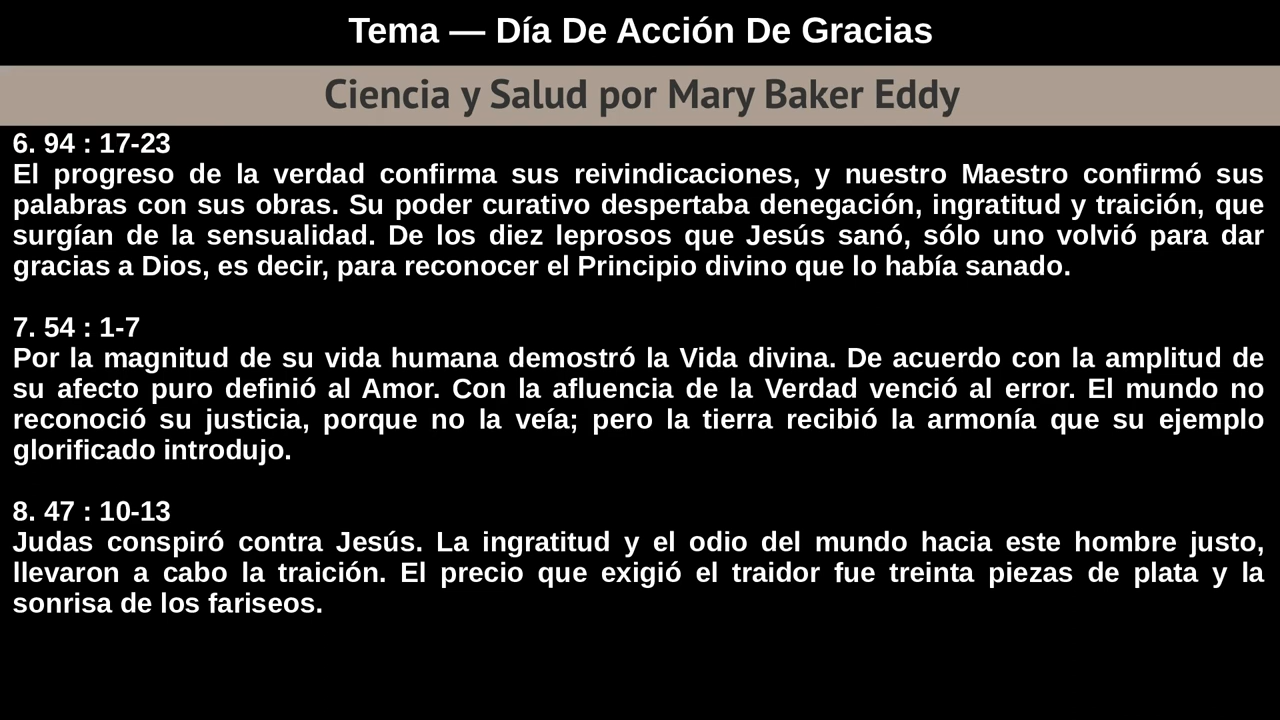 Tema — Día De Acción De Gracias
Ciencia y Salud por Mary Baker Eddy
6. 94 : 17-23
El progreso de la verdad confirma sus reivindicaciones, y nuestro Maestro confirmó sus
palabras con sus obras. Su poder curativo despertaba denegación, ingratitud y traición, que
surgían de la sensualidad. De los diez leprosos que Jesús sanó, sólo uno volvió para dar
gracias a Dios, es decir, para reconocer el Principio divino que lo había sanado.
7. 54 : 1-7
Por la magnitud de su vida humana demostró la Vida divina. De acuerdo con la amplitud de
su afecto puro definió al Amor. Con la afluencia de la Verdad venció al error. El mundo no
reconoció su justicia, porque no la veía; pero la tierra recibió la armonía que su ejemplo
glorificado introdujo.
8. 47 : 10-13
Judas conspiró contra Jesús. La ingratitud y el odio del mundo hacia este hombre justo,
llevaron a cabo la traición. El precio que exigió el traidor fue treinta piezas de plata y la
sonrisa de los fariseos.